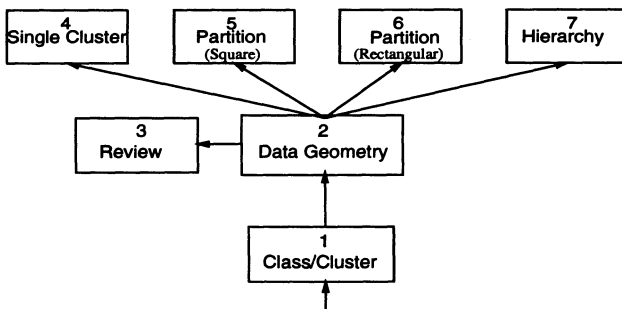 4
Single Cluster
5
Partition
(Square)
6
Partition
(Rectangular)
7
Hierarchy
3
Review
2
Data Geometry
1
Class/Cluster